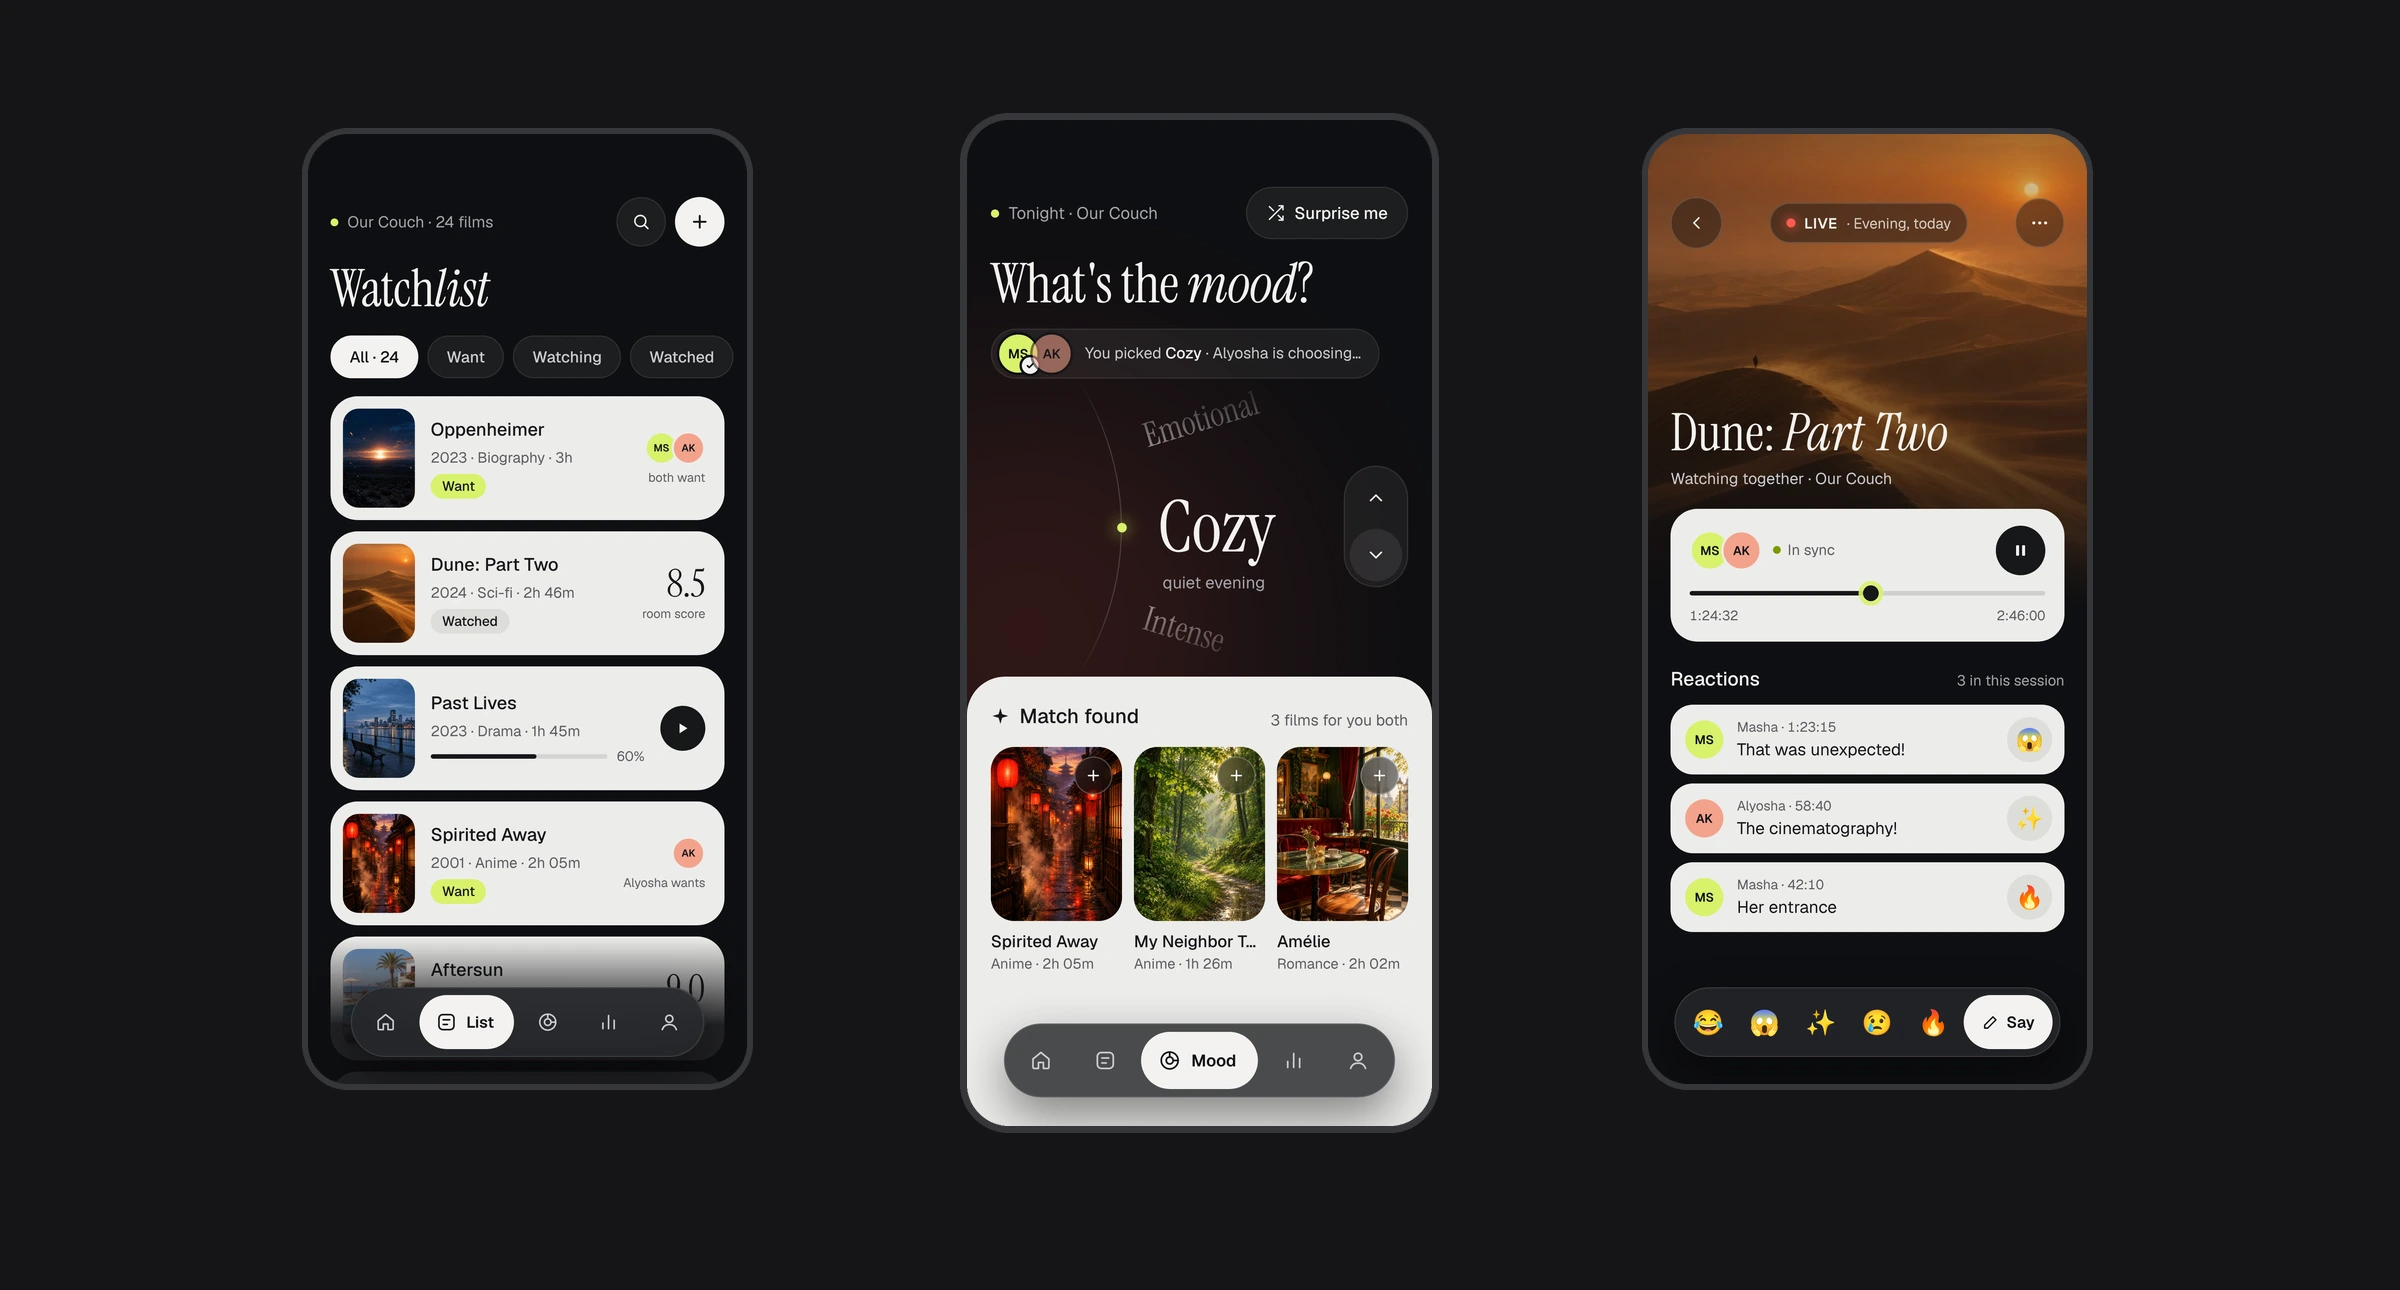 Our Couch · 24 films
Watchlist
All · 24
Want
Watching
Watched
Oppenheimer
2023 · Biography · 3h
Want
MS
AK
both want
Dune: Part Two
2024 · Sci-fi · 2h 46m
Watched
8.5
room score
Past Lives
2023 · Drama · 1h 45m
60%
Spirited Away
2001 · Anime · 2h 05m
Want
AK
Alyosha wants
Aftersun
9.0
List
Tonight · Our Couch
Surprise me
What's the mood?
MS
AK
You picked Cozy · Alyosha is choosing...
Emotional
Cozy
quiet evening
Intense
Match found
3 films for you both
Spirited Away
Anime · 2h 05m
My Neighbor T...
Anime · 1h 26m
Amélie
Romance · 2h 02m
Mood
LIVE · Evening, today
Dune: Part Two
Watching together · Our Couch
MS
AK
In sync
1:24:32
2:46:00
Reactions
3 in this session
MS
Masha · 1:23:15
That was unexpected!
AK
Alyosha · 58:40
The cinematography!
MS
Masha · 42:10
Her entrance
Say